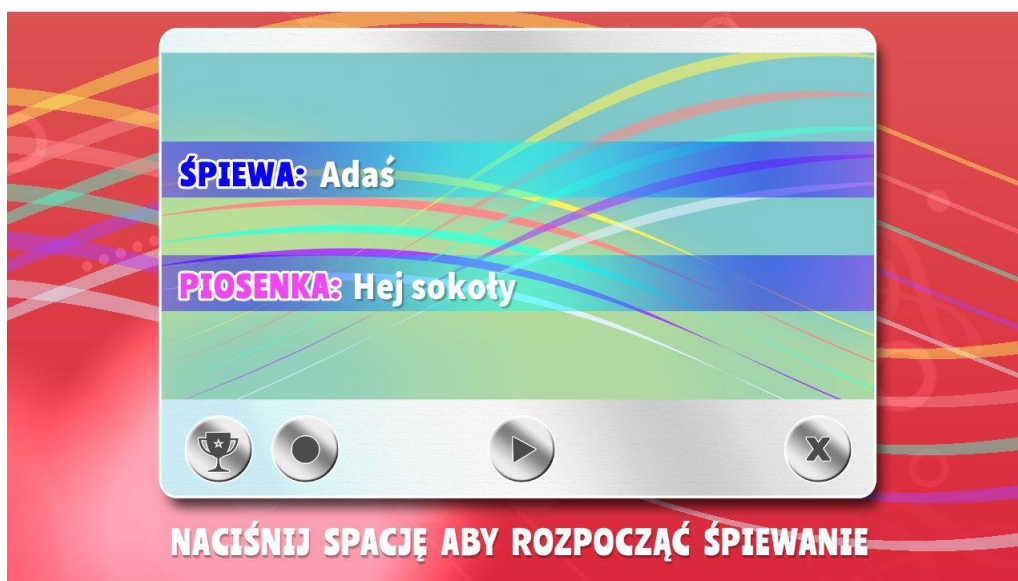 ŚPIEWA: Adaś
PIOSENKA: Hej sokoły
X
NACIŚNIJ SPACJĘ ABY ROZPOCZĄĆ ŚPIEWANIE